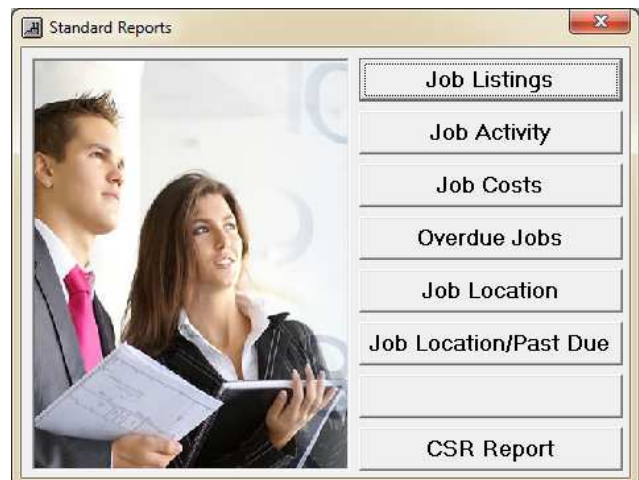 Standard Reports
Job Listings
Job Activity
Job Costs
Overdue Jobs
Job Location
Job Location/Past Due
CSR Report